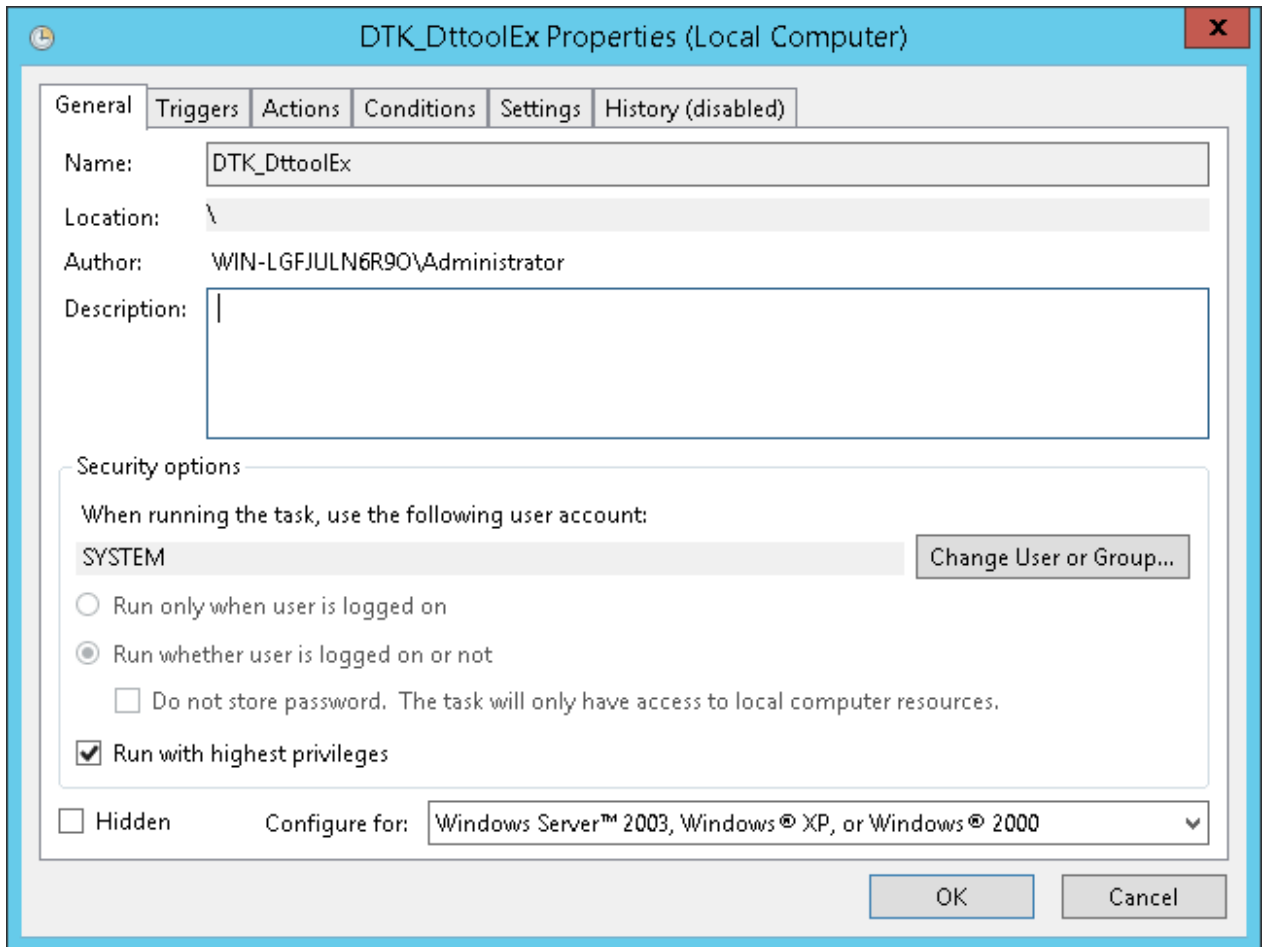 DTK_DttoolEx Properties (Local Computer)
x
General Triggers Actions Conditions Settings History (disabled)
Name: DTK_DttoolEx
Location: \
Author: WIN-LGFJULN6R9O\Administrator
Description:
Security options
When running the task, use the following user account:
SYSTEM Change User or Group...
Run only when user is logged on
Run whether user is logged on or not
Do not store password. The task will only have access to local computer resources.
Run with highest privileges
Hidden Configure for: Windows Server™ 2003, Windows® XP, or Windows® 2000
OK Cancel